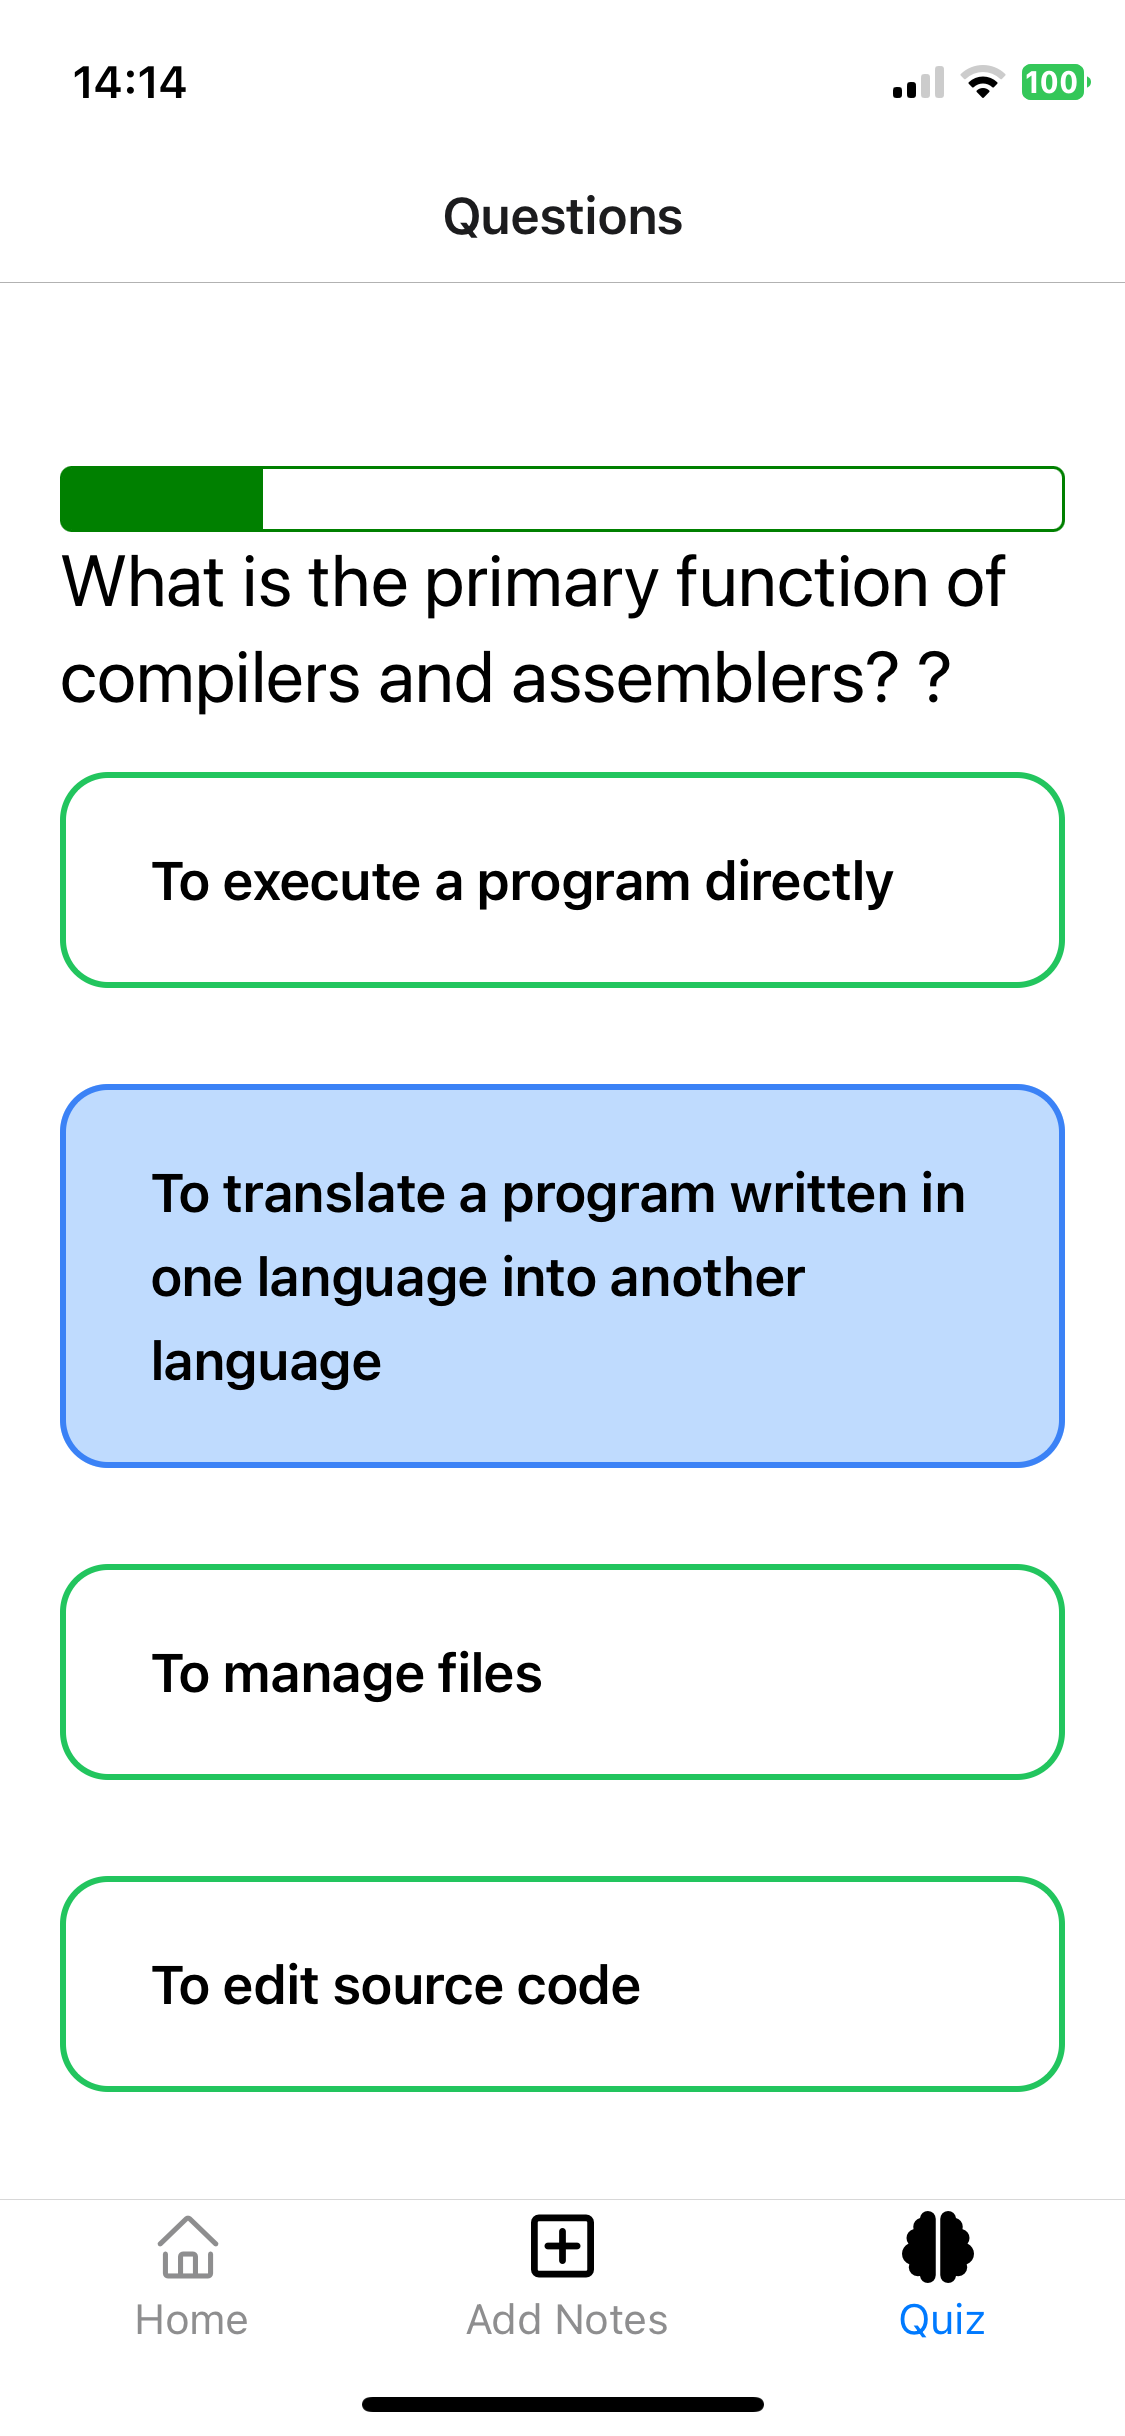 14:14
100
Questions
What is the primary function of
compilers and assemblers? ?
To execute a program directly
To translate a program written in
one language into another
language
To manage files
To edit source code
Home
Add Notes
Quiz